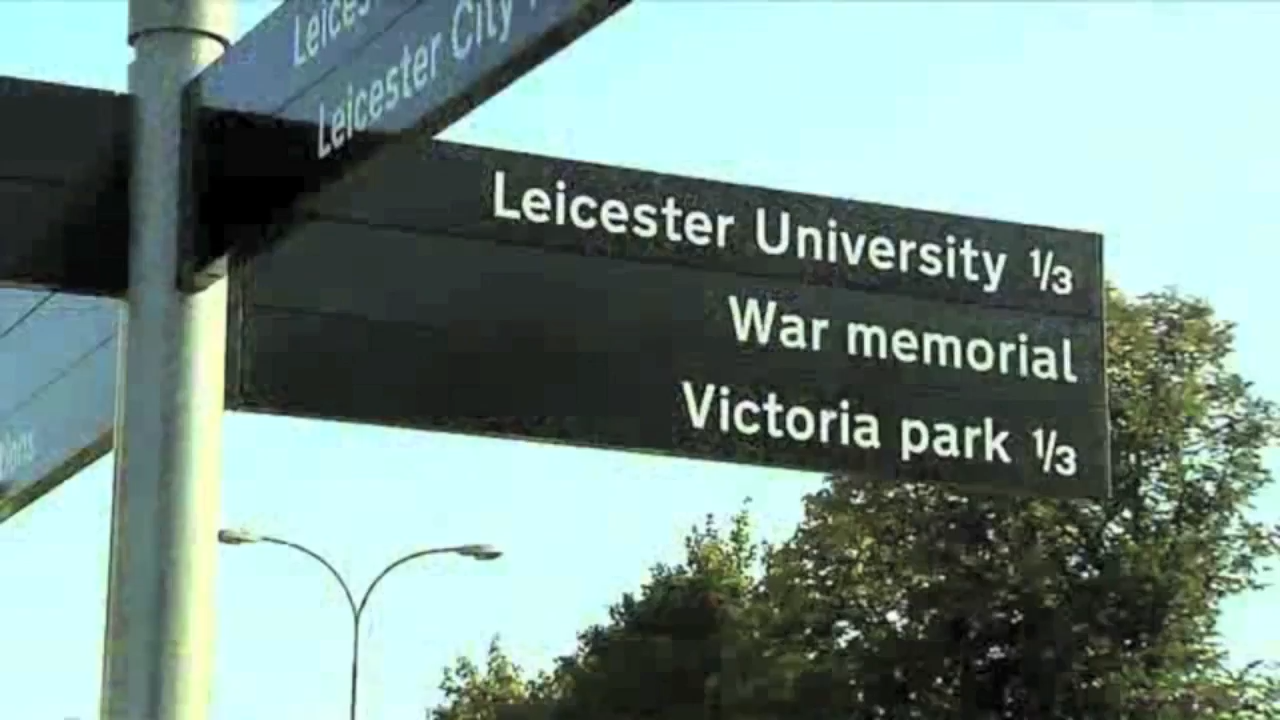 Leicester City
Leicester University 1/3
War memorial
Victoria park 1/3